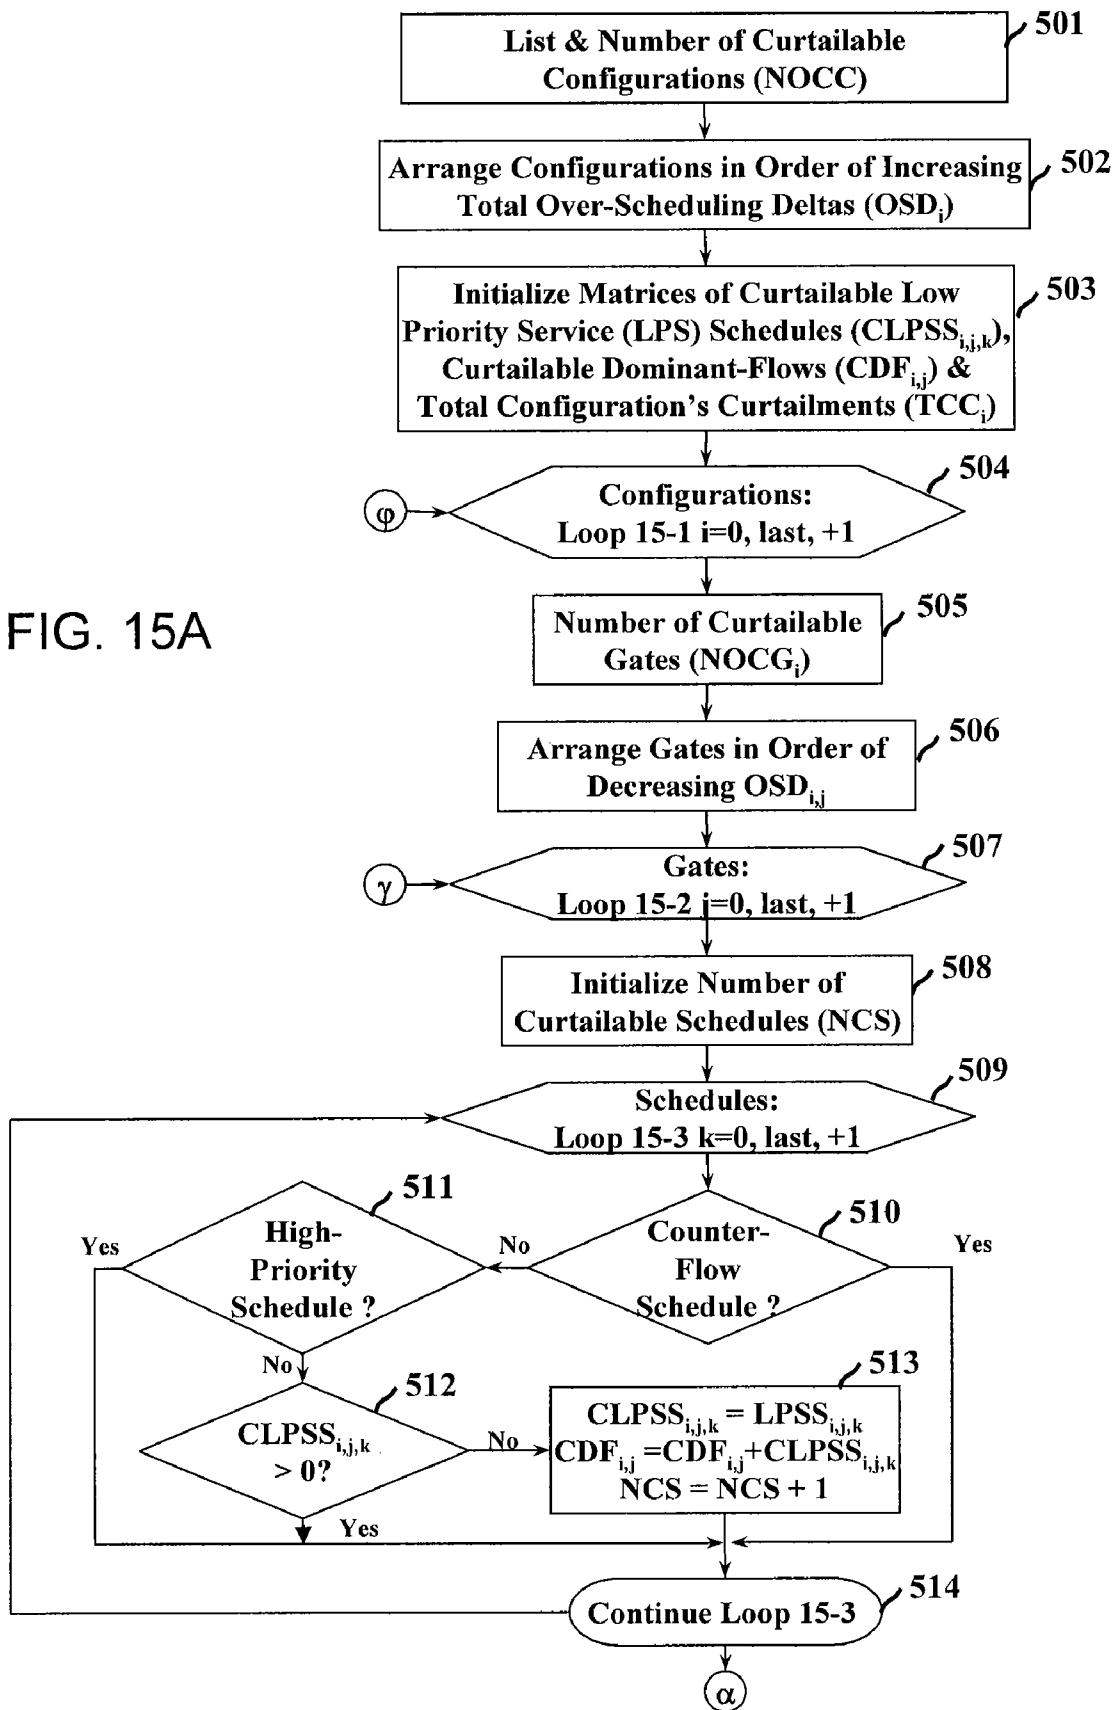 List & Number of Curtailable
Configurations (NOCC)
501
Arrange Configurations in Order of Increasing
Total Over-Scheduling Deltas (OSDi)
502
Initialize Matrices of Curtailable Low
Priority Service (LPS) Schedules (CLPSSi,j,k),
Curtailable Dominant-Flows (CDFi,j) &
Total Configuration's Curtailments (TCCi)
503
φ
Configurations:
Loop 15-1 i=0, last, +1
504
FIG. 15A
Number of Curtailable
Gates (NOCGi)
505
Arrange Gates in Order of
Decreasing OSDi,j
506
γ
Gates:
Loop 15-2 j=0, last, +1
507
Initialize Number of
Curtailable Schedules (NCS)
508
Schedules:
Loop 15-3 k=0, last, +1
509
Counter-
Flow
Schedule ?
510
Yes
No
High-
Priority
Schedule ?
511
Yes
No
CLPSSi,j,k
> 0?
512
No
Yes
CLPSSi,j,k = LPSSi,j,k
CDFi,j =CDFi,j+CLPSSi,j,k
NCS = NCS + 1
513
Continue Loop 15-3
514
α